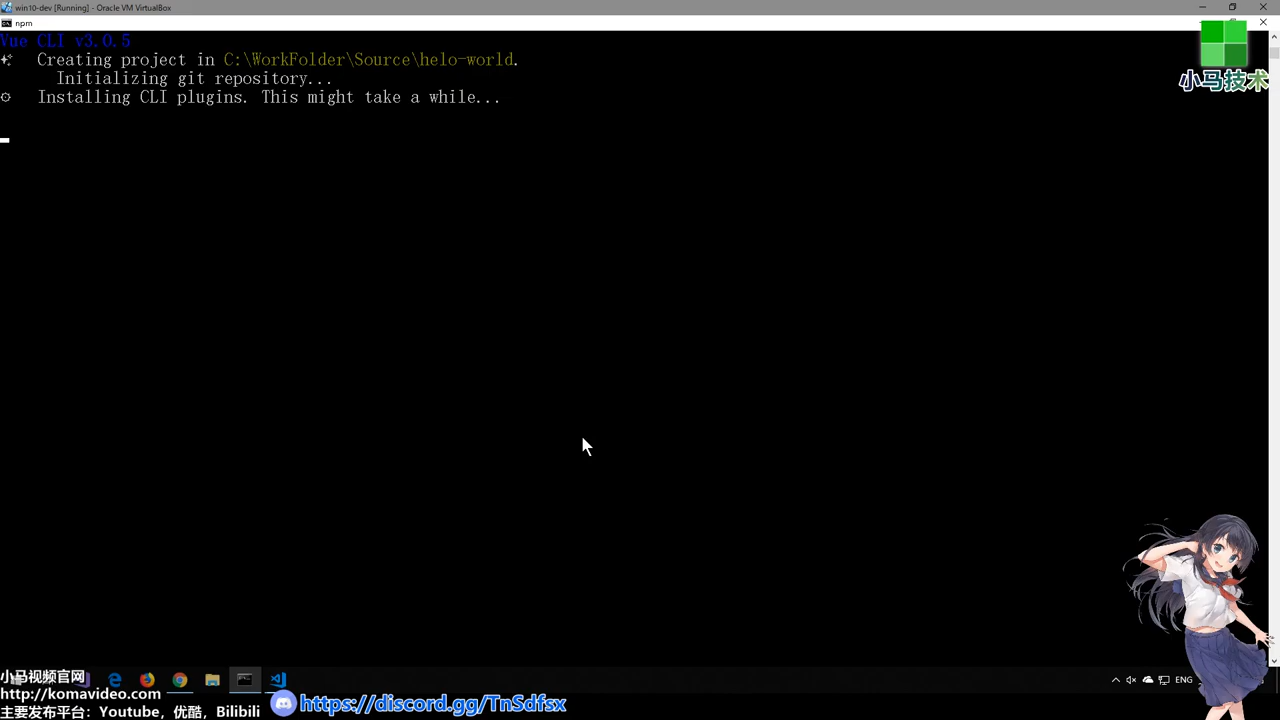 win10-dev [Running] - Oracle VM VirtualBox
npm
Vue CLI v3.0.5
Creating project in C:\WorkFolder\Source\helo-world.
Initializing git repository...
Installing CLI plugins. This might take a while...
小马技术
ENG
小马视频官网
http://komavideo.com
主要发布平台：Youtube，优酷，Bilibili
https://discord.gg/TnSdfsx